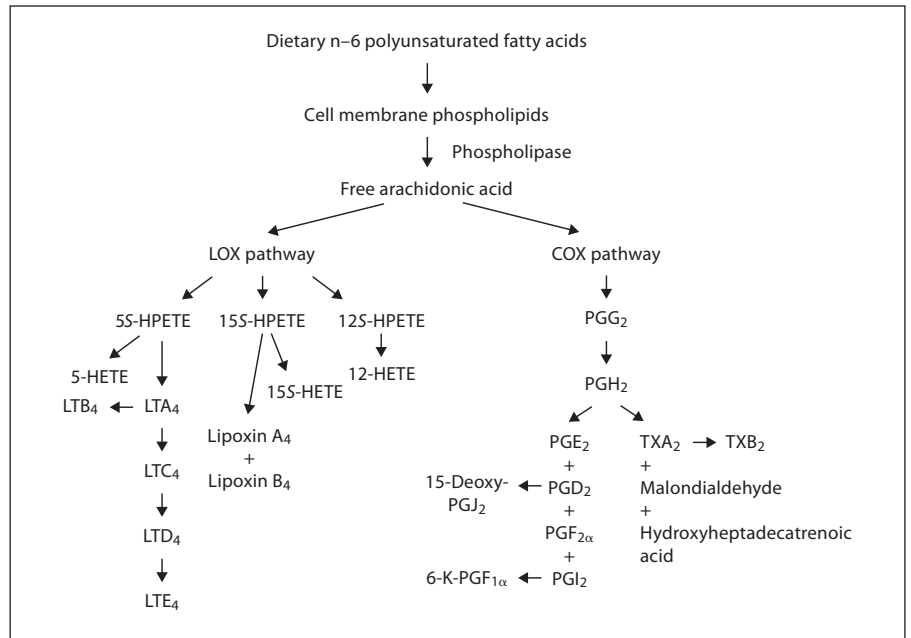 Dietary n–6 polyunsaturated fatty acids
Cell membrane phospholipids
Phospholipase
Free arachidonic acid
LOX pathway
COX pathway
5S-HPETE
15S-HPETE
12S-HPETE
PGG₂
5-HETE
15S-HETE
12-HETE
PGH₂
LTB₄
LTA₄
LTC₄
LTD₄
LTE₄
Lipoxin A₄
+
Lipoxin B₄
PGE₂
+
PGD₂
+
PGF₂α
+
PGI₂
15-Deoxy-
PGJ₂
6-K-PGF₁α
TXA₂
TXB₂
+
Malondialdehyde
+
Hydroxyheptadecatrenoic
acid